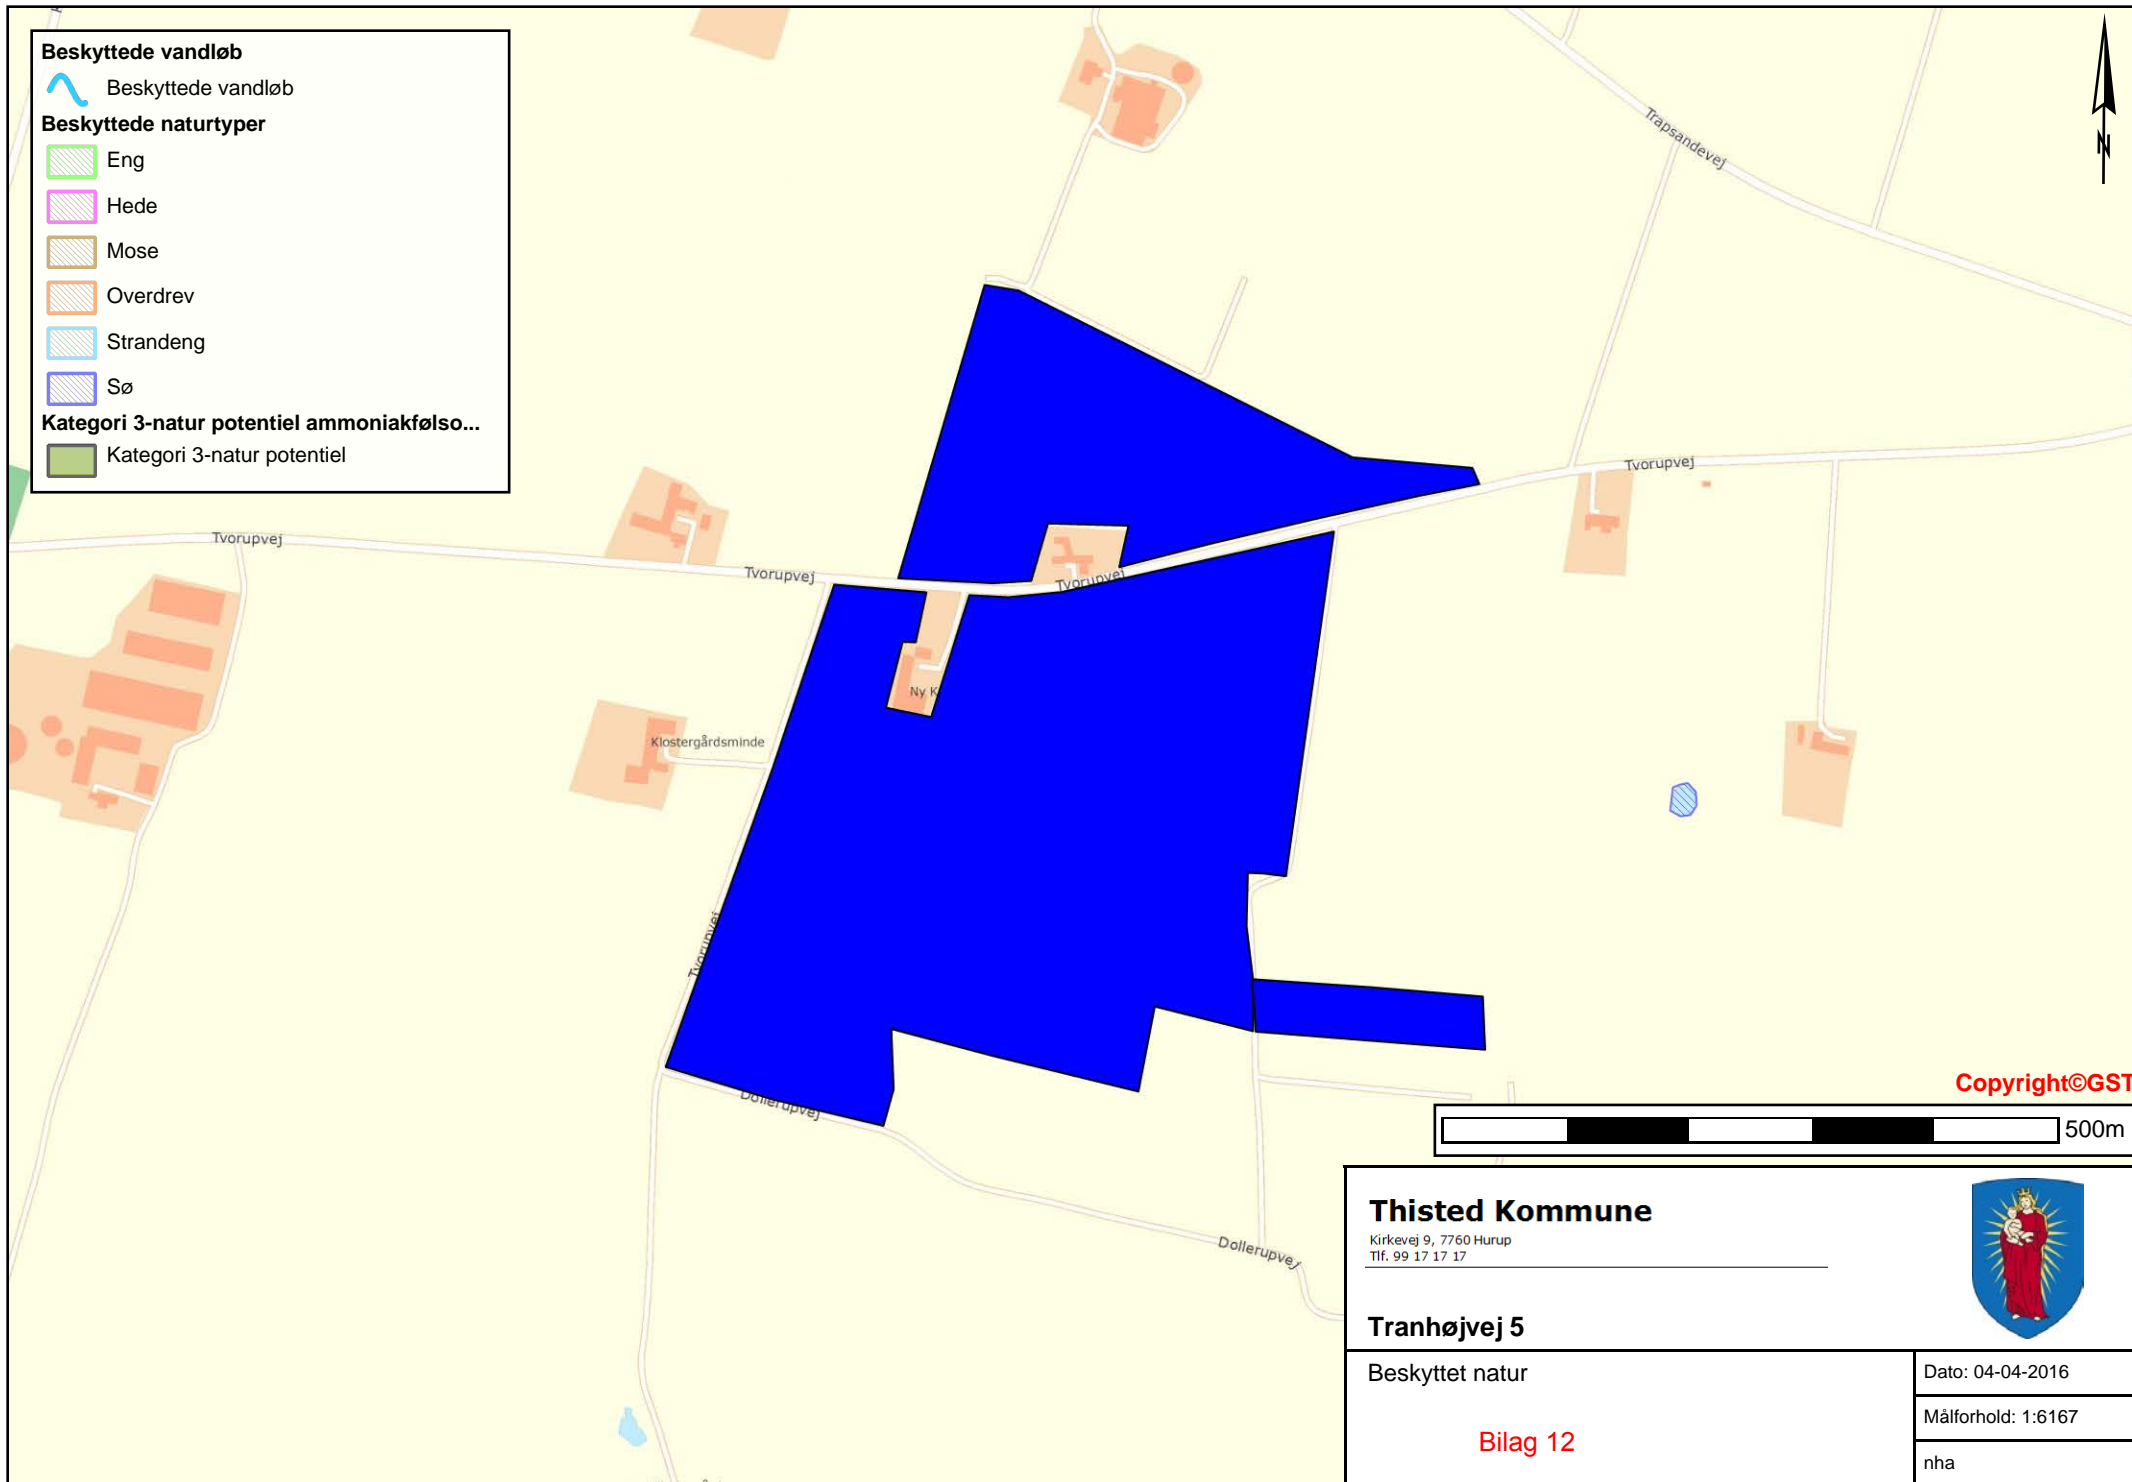 Beskyttede vandløb
Beskyttede vandløb
Beskyttede naturtyper
Eng
Hede
Mose
Overdrev
Strandeng
Sø
Kategori 3-natur potentiel ammoniakfølso...
Kategori 3-natur potentiel
N
Trapsandevej
Tvorupvej
Tvorupvej
Tvorupvej
Tvorupvej
Ny K
Klostergårdsminde
Tvorupvej
Dollerupvej
Dollerupvej
Copyright©GST
500m
Thisted Kommune
Kirkevej 9, 7760 Hurup
Tlf. 99 17 17 17
Tranhøjvej 5
Beskyttet natur
Dato: 04-04-2016
Målforhold: 1:6167
Bilag 12
nha